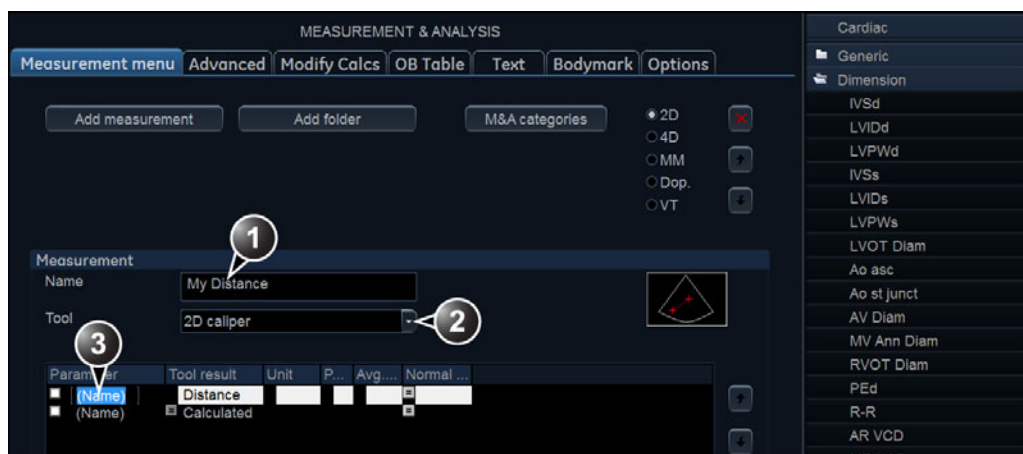 MEASUREMENT & ANALYSIS
Measurement menu Advanced Modify Calcs OB Table Text Bodymark Options
Add measurement Add folder M&A categories
2D
4D
MM
Dop.
VT
1
Measurement
Name My Distance
Tool 2D caliper
2
3
Tool result Unit P... Avg.... Normal ...
(Name) Distance
(Name) Calculated
Cardiac
Generic
Dimension
IVSd
LVIDd
LVPWd
IVSs
LVIDs
LVPWs
LVOT Diam
Ao asc
Ao st junct
AV Diam
MV Ann Diam
RVOT Diam
PEd
R-R
AR VCD